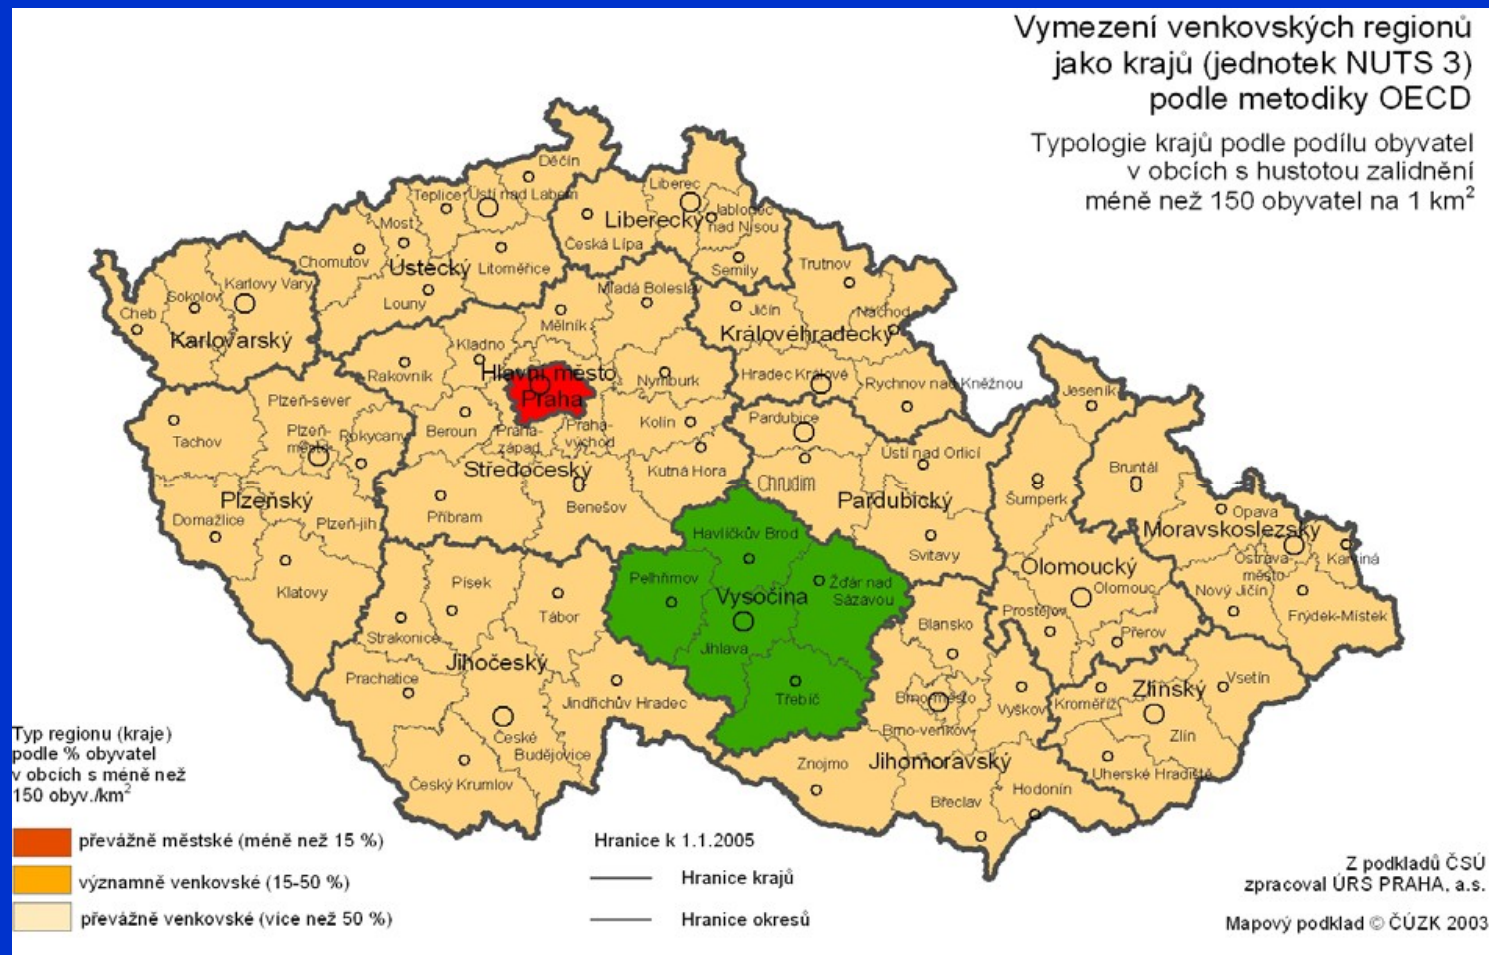 Vymezení venkovských regionů
jako krajů (jednotek NUTS 3)
podle metodiky OECD
Typologie krajů podle podílu obyvatel
v obcích s hustotou zalidnění
méně než 150 obyvatel na 1 km²
Děčín
Teplice
Ústí nad Labem
Liberec
Jablonec
nad Nisou
Most
Liberecký
Česká Lípa
Chomutov
Ústecký
Litoměřice
Semily
Trutnov
Karlovy Vary
Sokolov
Louny
Mladá Boleslav
Jičín
Náchod
Cheb
Mělník
Královéhradecký
Karlovarský
Kladno
Rakovník
Hlavní město
Praha
Nymburk
Hradec Králové
Rychnov nad Kněžnou
Jeseník
Plzeň-sever
Tachov
Plzeň-
město
Rokycany
Beroun
Praha-
západ
Praha-
východ
Kolín
Pardubice
Ústí nad Orlicí
Středočeský
Kutná Hora
Chrudim
Bruntál
Plzeňský
Pardubický
Šumperk
Domažlice
Plzeň-jih
Příbram
Benešov
Opava
Moravskoslezský
Havlíčkův Brod
Svitavy
Ostrava-
město
Karviná
Olomoucký
Klatovy
Písek
Pelhřimov
Žďár nad
Sázavou
Vysočina
Olomouc
Nový Jičín
Prostějov
Frýdek-Místek
Tábor
Strakonice
Blansko
Přerov
Jihlava
Jihočeský
Prachatice
Jindřichův Hradec
Třebíč
Brno-město
Vyškov
Kroměříž
Zlínský
Vsetín
Brno-venkov
Zlín
České
Budějovice
Český Krumlov
Znojmo
Jihomoravský
Uherské Hradiště
Břeclav
Hodonín
Typ regionu (kraje)
podle % obyvatel
v obcích s méně než
150 obyv./km²
převážně městské (méně než 15 %)
významně venkovské (15-50 %)
převážně venkovské (více než 50 %)
Hranice k 1.1.2005
Hranice krajů
Hranice okresů
Z podkladů ČSÚ
zpracoval ÚRS PRAHA, a.s.
Mapový podklad © ČÚZK 2003